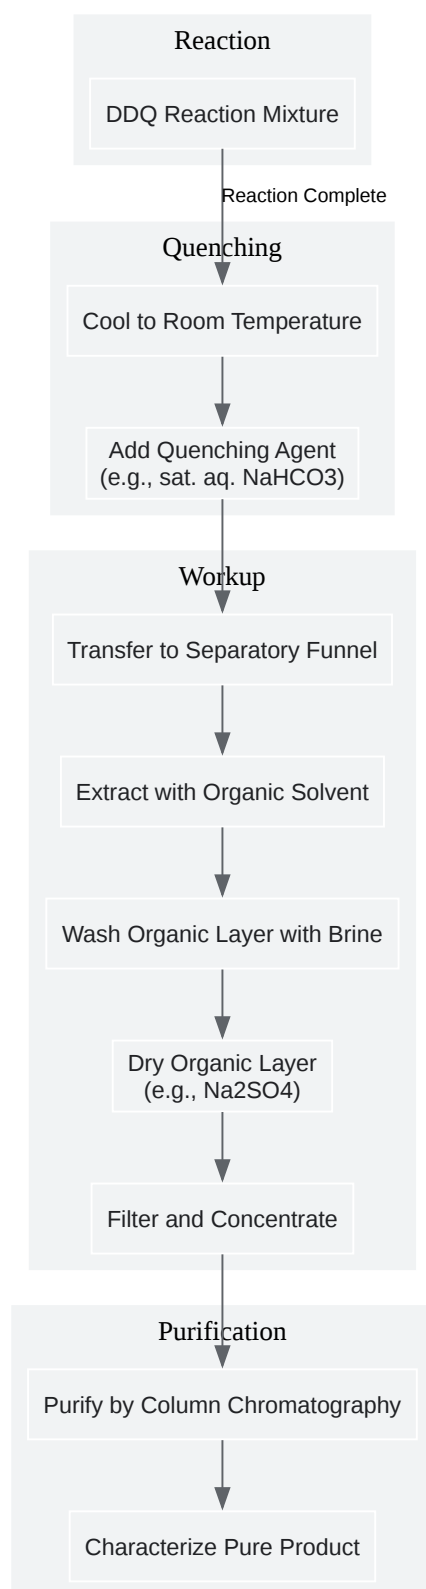 Reaction
DDQ Reaction Mixture
Reaction Complete
Quenching
Cool to Room Temperature
Add Quenching Agent
(e.g., sat. aq. NaHCO3)
Workup
Transfer to Separatory Funnel
Extract with Organic Solvent
Wash Organic Layer with Brine
Dry Organic Layer
(e.g., Na2SO4)
Filter and Concentrate
Purification
Purify by Column Chromatography
Characterize Pure Product